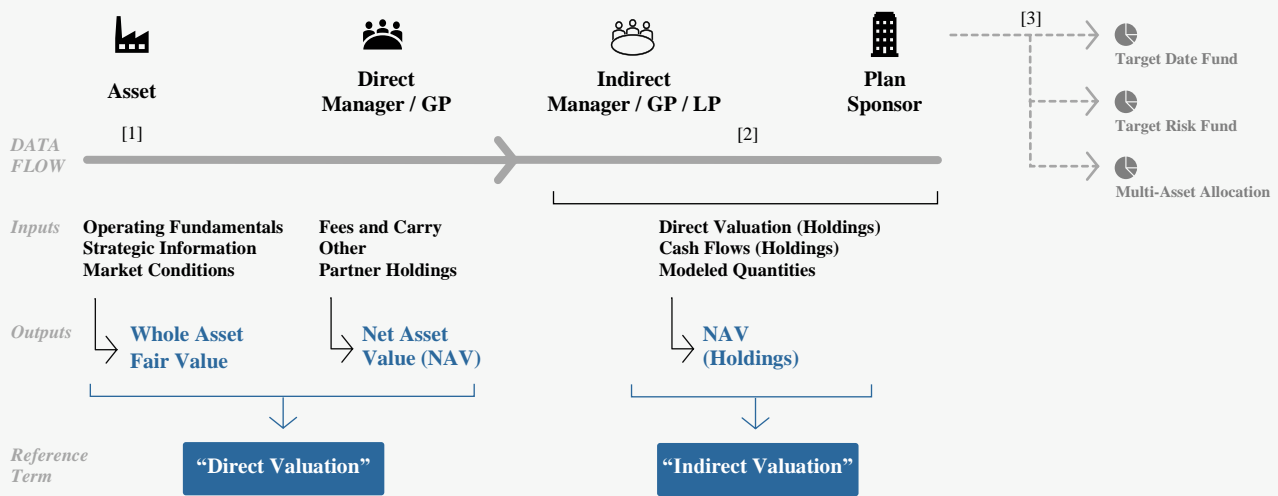 [3]
Target Date Fund
Target Risk Fund
Multi-Asset Allocation
Asset
Direct
Manager / GP
Indirect
Manager / GP / LP
Plan
Sponsor
[1]
[2]
DATA
FLOW
Inputs
Operating Fundamentals
Strategic Information
Market Conditions
Fees and Carry
Other
Partner Holdings
Direct Valuation (Holdings)
Cash Flows (Holdings)
Modeled Quantities
Outputs
Whole Asset
Fair Value
Net Asset
Value (NAV)
NAV
(Holdings)
Reference
Term
“Direct Valuation”
“Indirect Valuation”